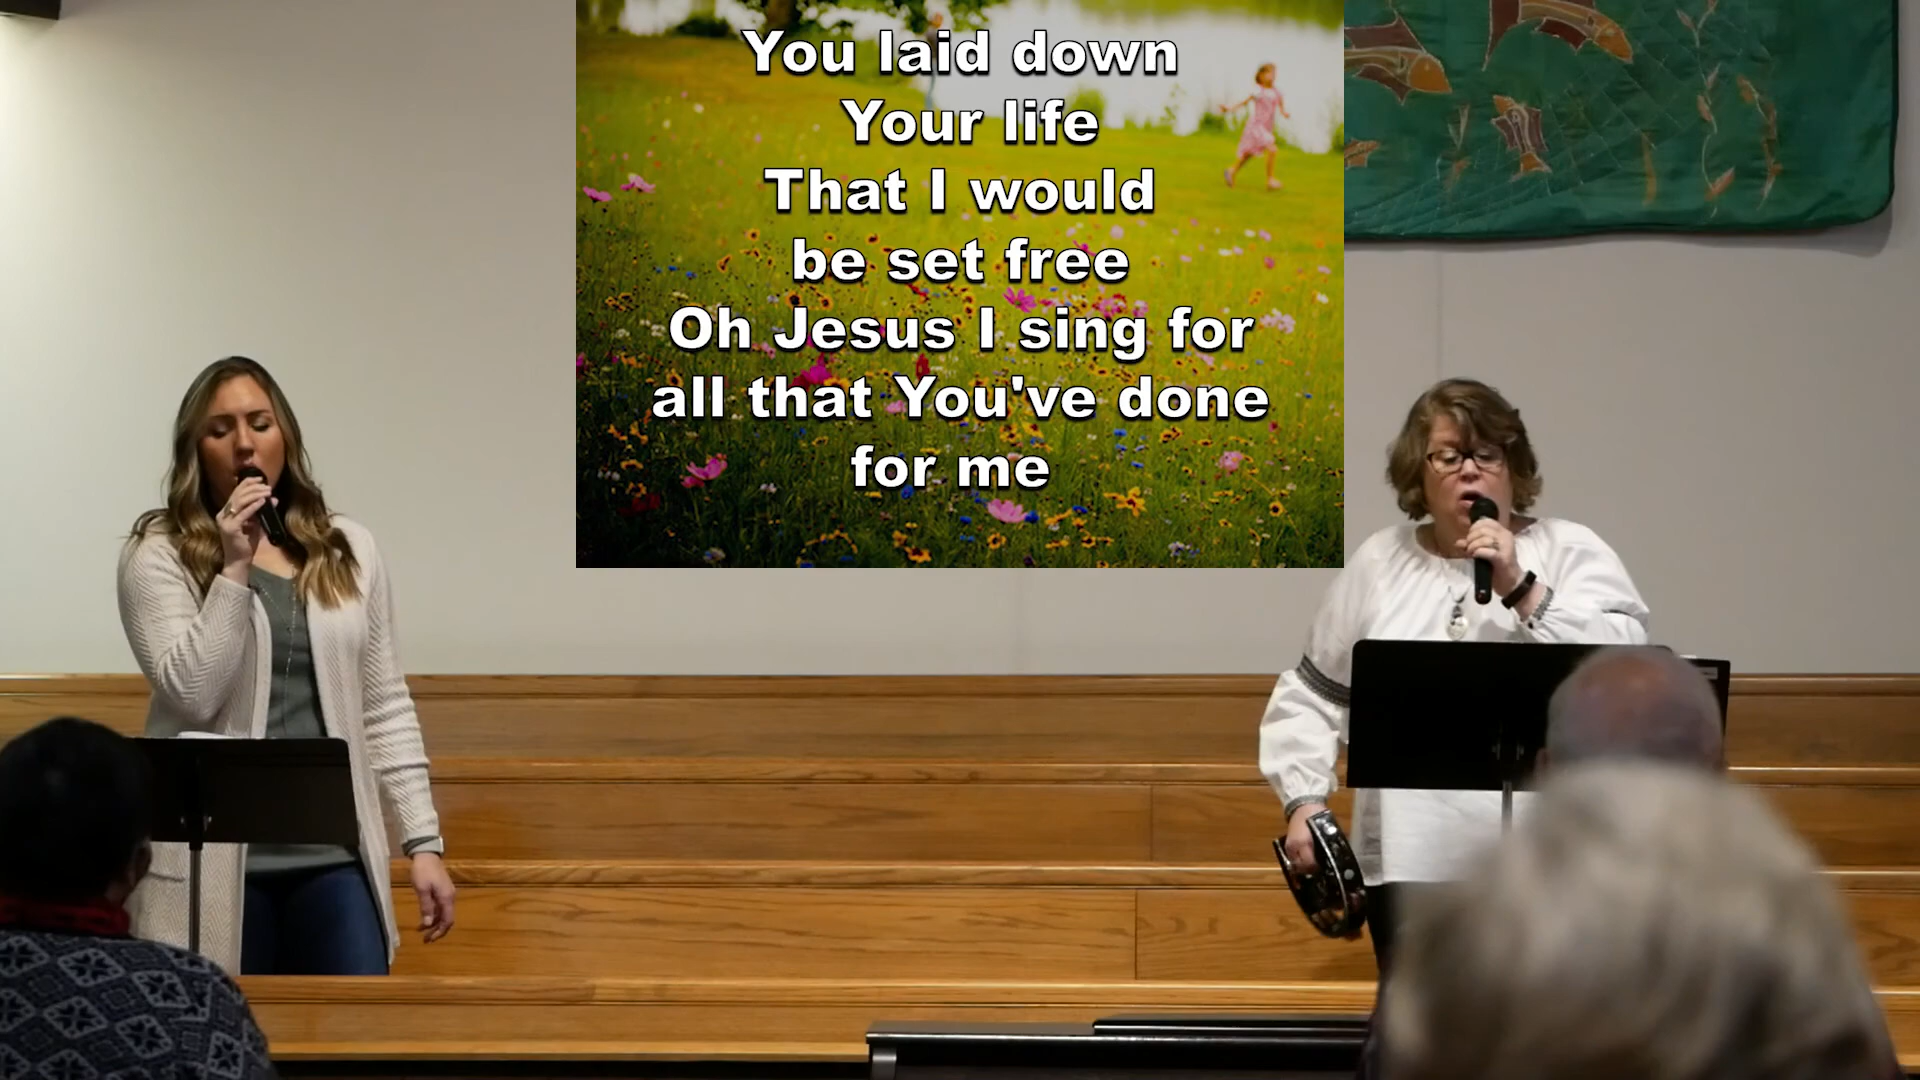 You laid down
Your life
That I would
be set free
Oh Jesus I sing for
all that You've done
for me